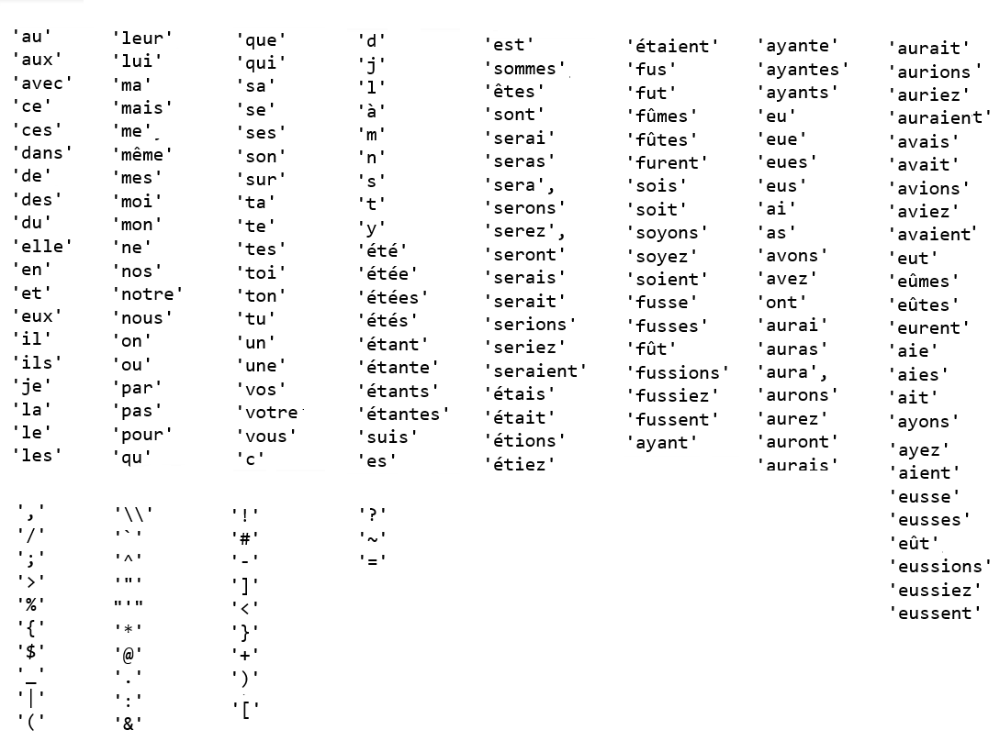 'au'
'aux'
'avec'
'ce'
'ces'
'dans'
'de'
'des'
'du'
'elle'
'en'
'et'
'eux'
'il'
'ils'
'je'
'la'
'le'
'les'
'leur'
'lui'
'ma'
'mais'
'me'
'même'
'mes'
'moi'
'mon'
'ne'
'nos'
'notre'
'nous'
'on'
'ou'
'par'
'pas'
'pour'
'qu'
'que'
'qui'
'sa'
'se'
'ses'
'son'
'sur'
'ta'
'te'
'tes'
'toi'
'ton'
'tu'
'un'
'une'
'vos'
'votre'
'vous'
'c'
'd'
'j'
'l'
'à'
'm'
'n'
's'
't'
'y'
'été'
'étée'
'étées'
'étés'
'étant'
'étante'
'étants'
'étantes'
'suis'
'es'
'est'
'sommes'
'êtes'
'sont'
'serai'
'seras'
'sera',
'serons'
'serez',
'seront'
'serais'
'serait'
'serions'
'seriez'
'seraient'
'étais'
'était'
'étions'
'étiez'
'étaient'
'fus'
'fut'
'fûmes'
'fûtes'
'furent'
'sois'
'soit'
'soyons'
'soyez'
'soient'
'fusse'
'fusses'
'fût'
'fussions'
'fussiez'
'fussent'
'ayant'
'ayante'
'ayantes'
'ayants'
'eu'
'eue'
'eues'
'eus'
'ai'
'as'
'avons'
'avez'
'ont'
'aurai'
'auras'
'aura',
'aurons'
'aurez'
'auront'
'aurais'
'aurait'
'aurions'
'auriez'
'auraient'
'avais'
'avait'
'avions'
'aviez'
'avaient'
'eut'
'eûmes'
'eûtes'
'eurent'
'aie'
'aies'
'ait'
'ayons'
'ayez'
'aient'
'eusse'
'eusses'
'eût'
'eussions'
'eussiez'
'eussent'
','
'/'
';'
'>'
'%'
'{'
'$'
'_'
'|'
'('
'\\'
'`'
'^'
'"'
"'"
'*'
'@'
'.'
':'
'&'
'!'
'#'
'-'
']'
'<'
'}'
'+'
')'
'['
'?'
'~'
'='